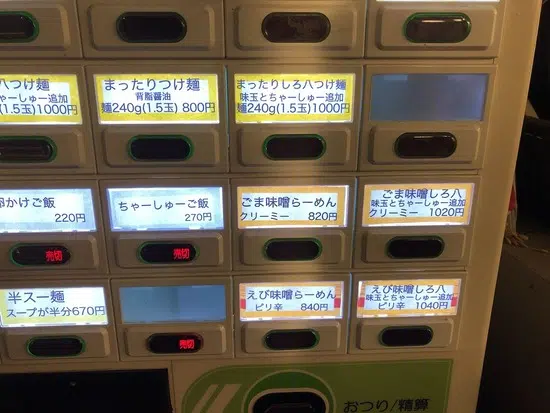 八つけ麺
ちゃーしゅー追加
麺240g(1.5玉)1000円
まったりつけ麺
背脂醤油
麺240g(1.5玉) 800円
まったりしろ八つけ麺
味玉とちゃーしゅー追加
麺240g(1.5玉)1000円
かけご飯
220円
売切
ちゃーしゅーご飯
270円
売切
ごま味噌らーめん
クリーミー 820円
ごま味噌しろ八
味玉とちゃーしゅー追加
クリーミー 1020円
半スー麺
スープが半分670円
売切
えび味噌らーめん
ピリ辛 840円
えび味噌しろ八
味玉とちゃーしゅー追加
ピリ辛 1040円
おつり/精算